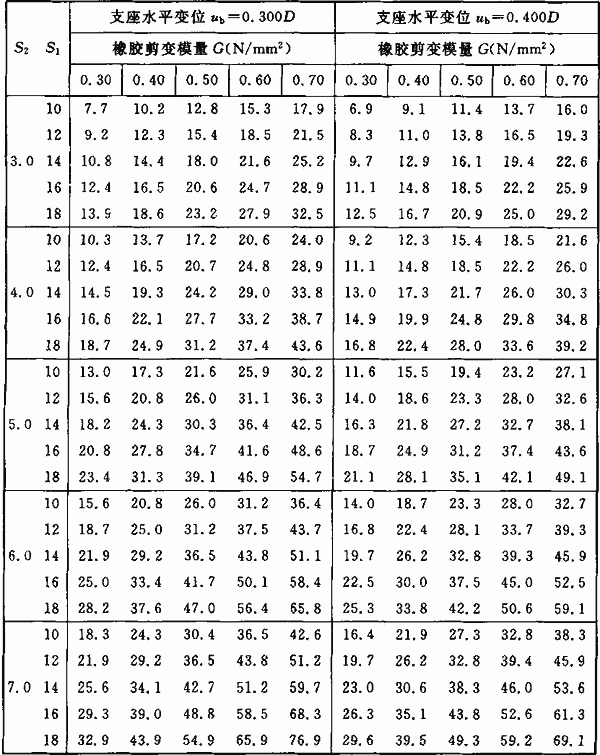 支座水平变位 ub=0.300D 支座水平变位 ub=0.400D
S2 S1 橡胶剪变模量 G(N/mm²) 橡胶剪变模量 G(N/mm²)
0.30 0.40 0.50 0.60 0.70 0.30 0.40 0.50 0.60 0.70
10 7.7 10.2 12.8 15.3 17.9 6.9 9.1 11.4 13.7 16.0
12 9.2 12.3 15.4 18.5 21.5 8.3 11.0 13.8 16.5 19.3
3.0 14 10.8 14.4 18.0 21.6 25.2 9.7 12.9 16.1 19.4 22.6
16 12.4 16.5 20.6 24.7 28.9 11.1 14.8 18.5 22.2 25.9
18 13.9 18.6 23.2 27.9 32.5 12.5 16.7 20.9 25.0 29.2
10 10.3 13.7 17.2 20.6 24.0 9.2 12.3 15.4 18.5 21.6
12 12.4 16.5 20.7 24.8 28.9 11.1 14.8 18.5 22.2 26.0
4.0 14 14.5 19.3 24.2 29.0 33.8 13.0 17.3 21.7 26.0 30.3
16 16.6 22.1 27.7 33.2 38.7 14.9 19.9 24.8 29.8 34.8
18 18.7 24.9 31.2 37.4 43.6 16.8 22.4 28.0 33.6 39.2
10 13.0 17.3 21.6 25.9 30.2 11.6 15.5 19.4 23.2 27.1
12 15.6 20.8 26.0 31.1 36.3 14.0 18.6 23.3 28.0 32.6
5.0 14 18.2 24.3 30.3 36.4 42.5 16.3 21.8 27.2 32.7 38.1
16 20.8 27.8 34.7 41.6 48.6 18.7 24.9 31.2 37.4 43.6
18 23.4 31.3 39.1 46.9 54.7 21.1 28.1 35.1 42.1 49.1
10 15.6 20.8 26.0 31.2 36.4 14.0 18.7 23.3 28.0 32.7
12 18.7 25.0 31.2 37.5 43.7 16.8 22.4 28.1 33.7 39.3
6.0 14 21.9 29.2 36.5 43.8 51.1 19.7 26.2 32.8 39.3 45.9
16 25.0 33.4 41.7 50.1 58.4 22.5 30.0 37.5 45.0 52.5
18 28.2 37.6 47.0 56.4 65.8 25.3 33.8 42.2 50.6 59.1
10 18.3 24.3 30.4 36.5 42.6 16.4 21.9 27.3 32.8 38.3
12 21.9 29.2 36.5 43.8 51.2 19.7 26.2 32.8 39.4 45.9
7.0 14 25.6 34.1 42.7 51.2 59.7 23.0 30.6 38.3 46.0 53.6
16 29.3 39.0 48.8 58.5 68.3 26.3 35.1 43.8 52.6 61.3
18 32.9 43.9 54.9 65.9 76.9 29.6 39.5 49.3 59.2 69.1